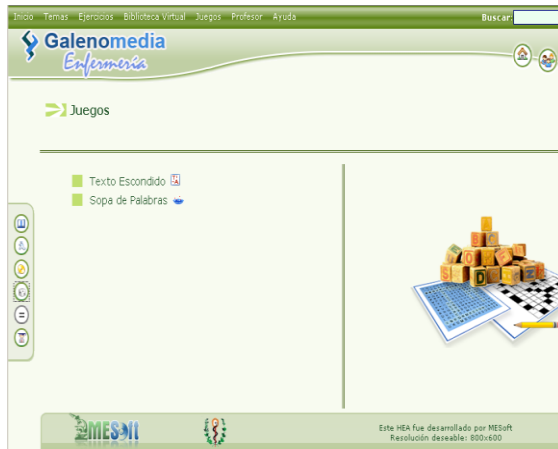 Inicio Temas Ejercicios Biblioteca Virtual Juegos Profesor Ayuda Buscar:
Galenomedia
Enfermería
Juegos
Texto Escondido
Sopa de Palabras
MESoft
Este HEA fue desarrollado por MESoft
Resolución deseable: 800x600